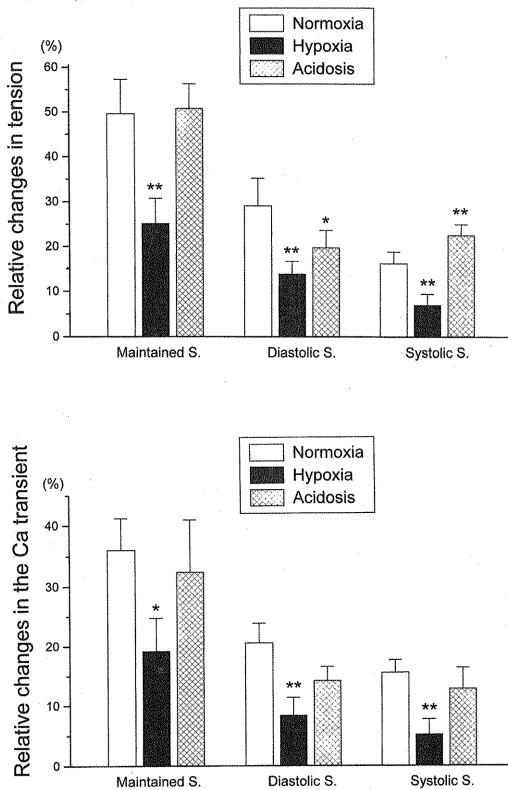 Normoxia
Hypoxia
Acidosis
(%)
Relative changes in tension
60
50
40
30
20
10
0
**
**
*
**
**
Maintained S.
Diastolic S.
Systolic S.
Normoxia
Hypoxia
Acidosis
(%)
Relative changes in the Ca transient
40
30
20
10
0
*
**
**
Maintained S.
Diastolic S.
Systolic S.